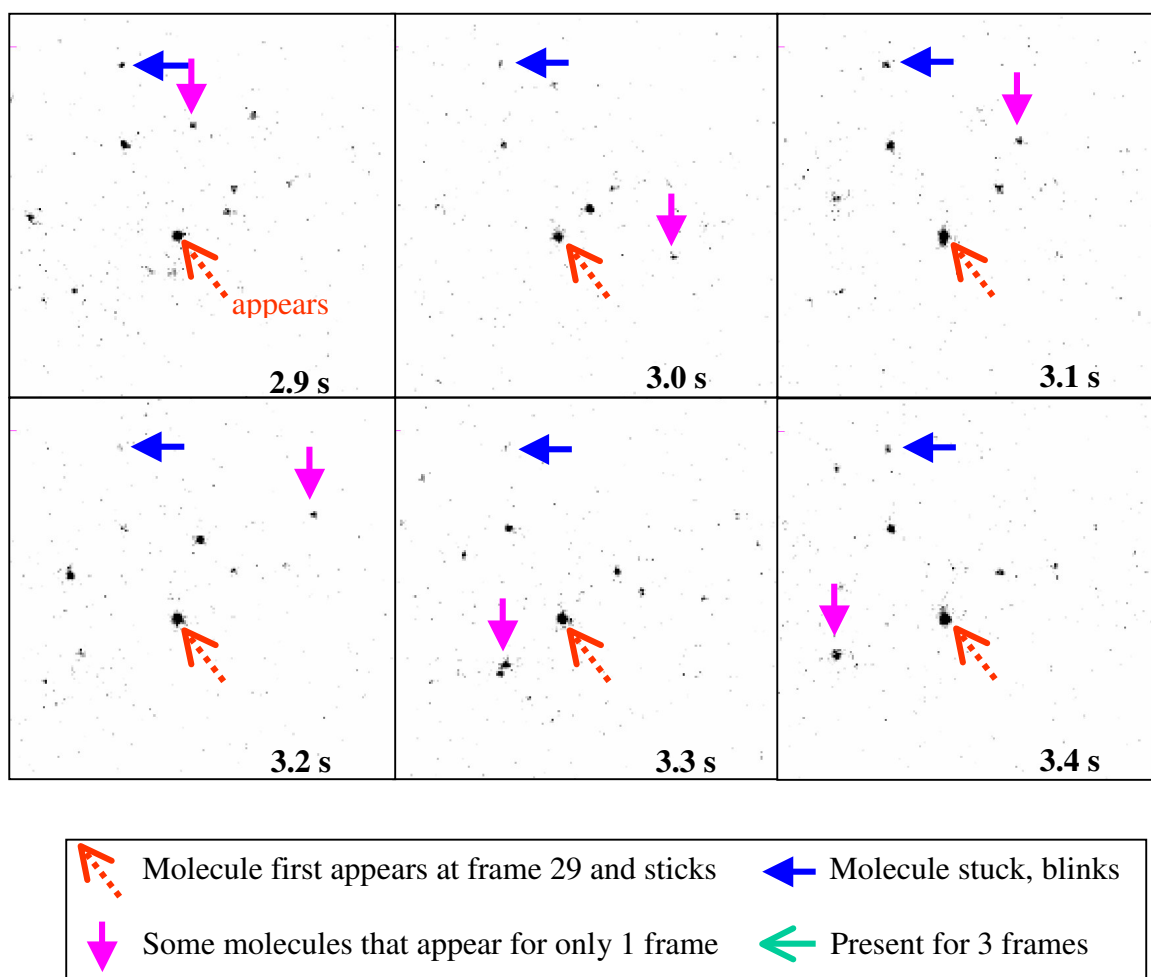 appears
2.9 s
3.0 s
3.1 s
3.2 s
3.3 s
3.4 s
Molecule first appears at frame 29 and sticks
Molecule stuck, blinks
Some molecules that appear for only 1 frame
Present for 3 frames